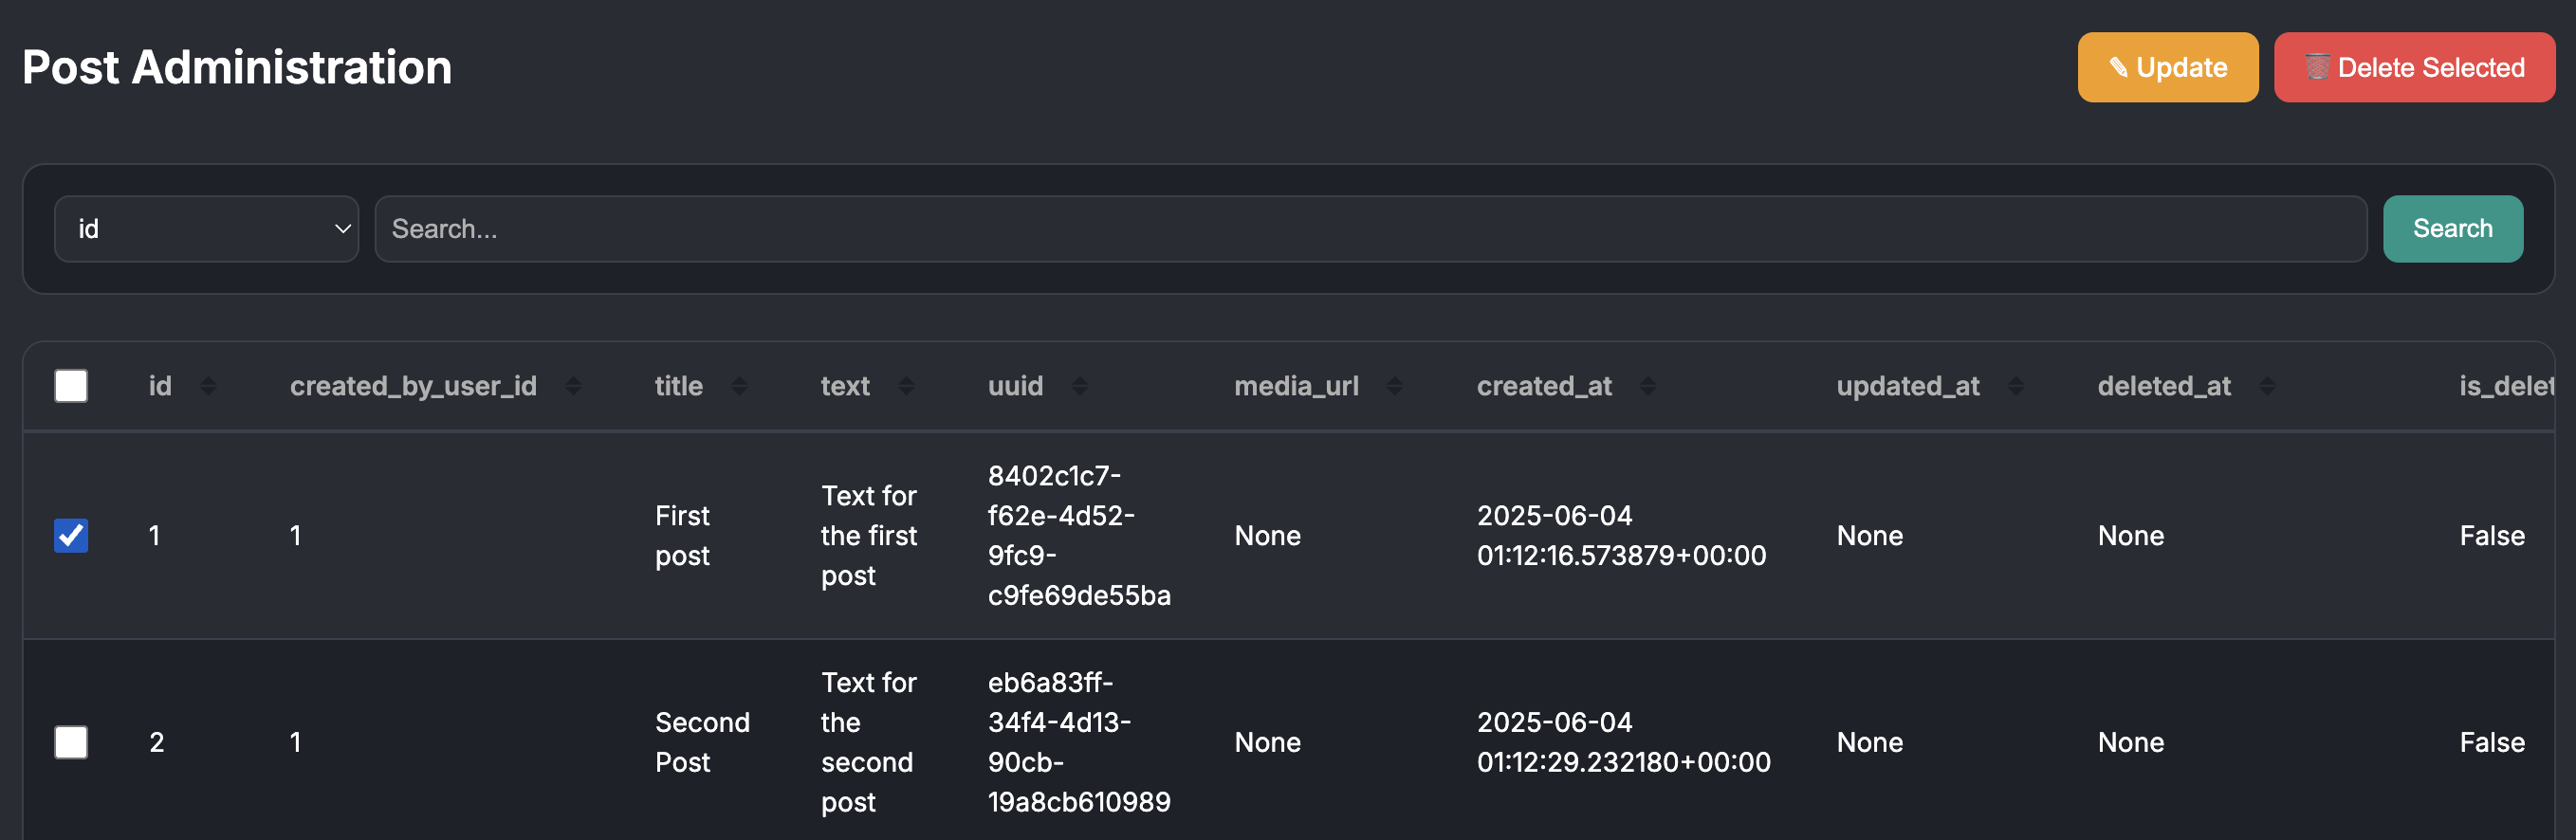 Post Administration
✎ Update
🗑 Delete Selected
id
Search...
Search
id created_by_user_id title text uuid media_url created_at updated_at deleted_at is_delet
1 1 First post Text for the first post 8402c1c7-f62e-4d52-9fc9-c9fe69de55ba None 2025-06-04 01:12:16.573879+00:00 None None False
2 1 Second Post Text for the second post eb6a83ff-34f4-4d13-90cb-19a8cb610989 None 2025-06-04 01:12:29.232180+00:00 None None False